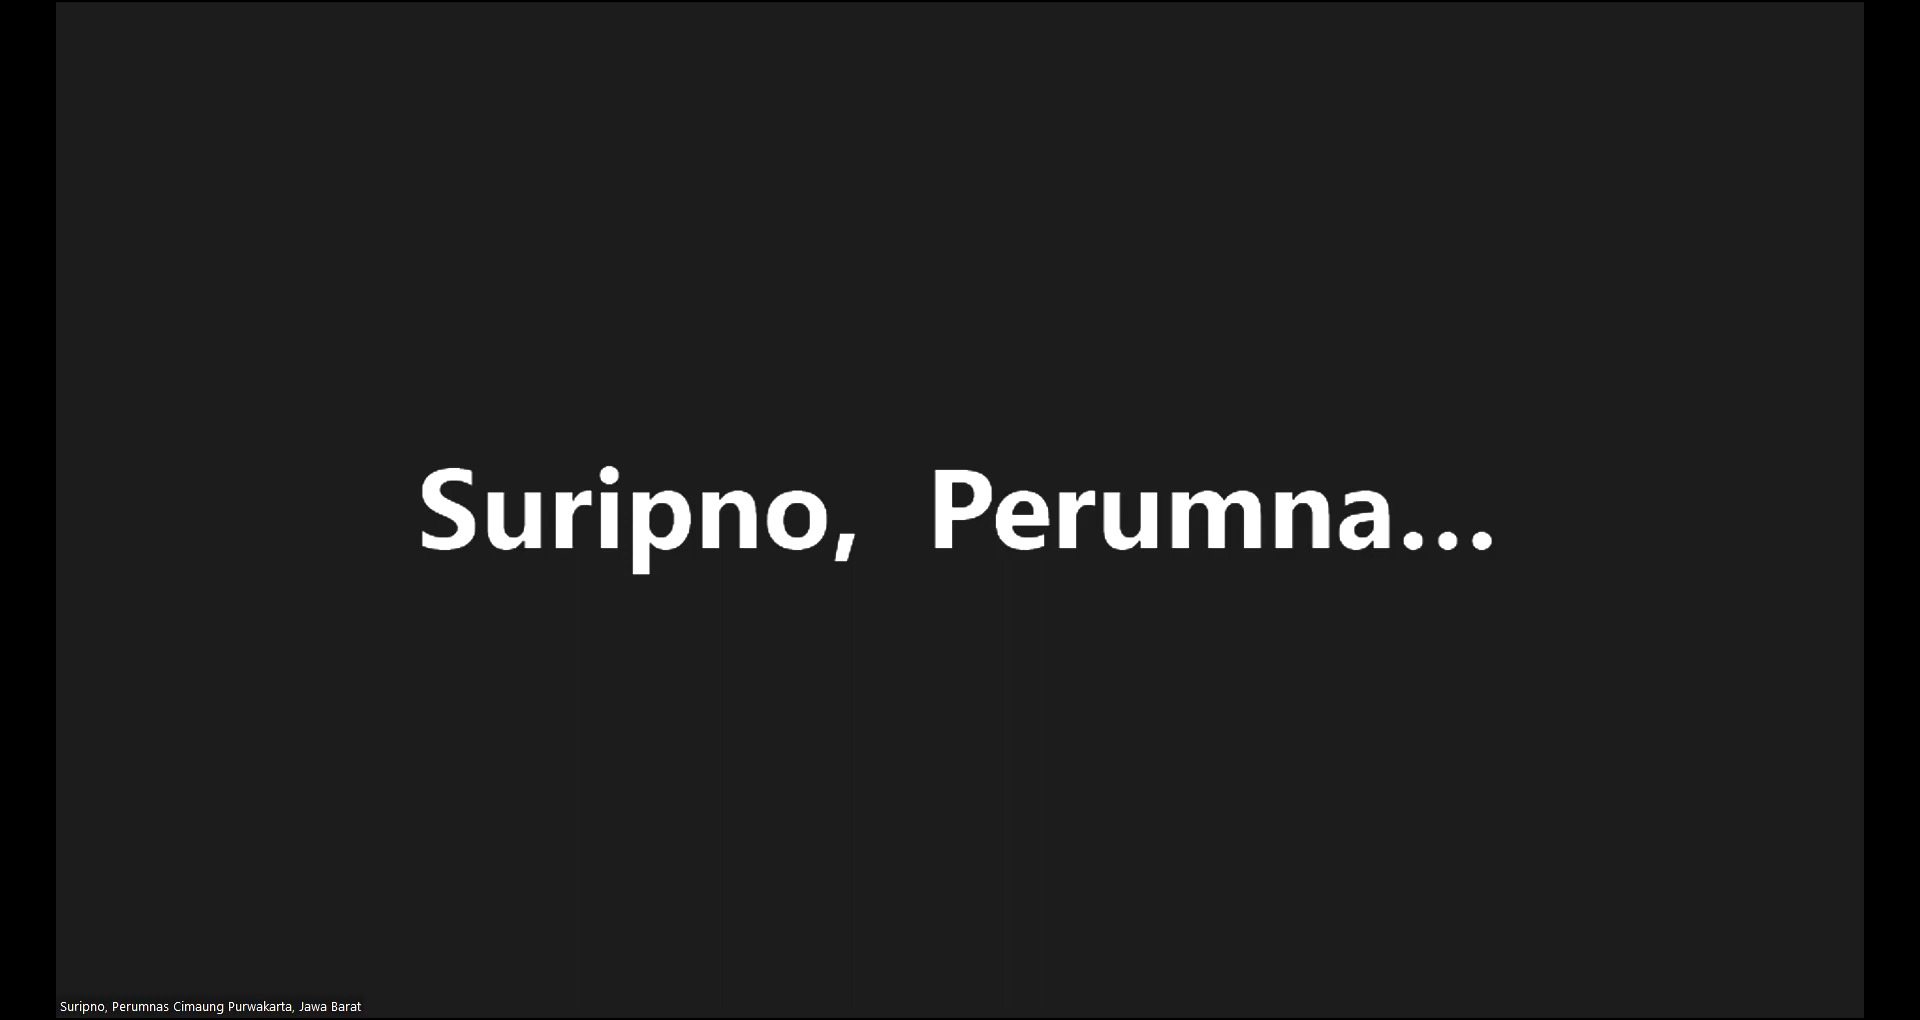 Suripno, Perumna...
Suripno, Perumnas Cimaung Purwakarta, Jawa Barat